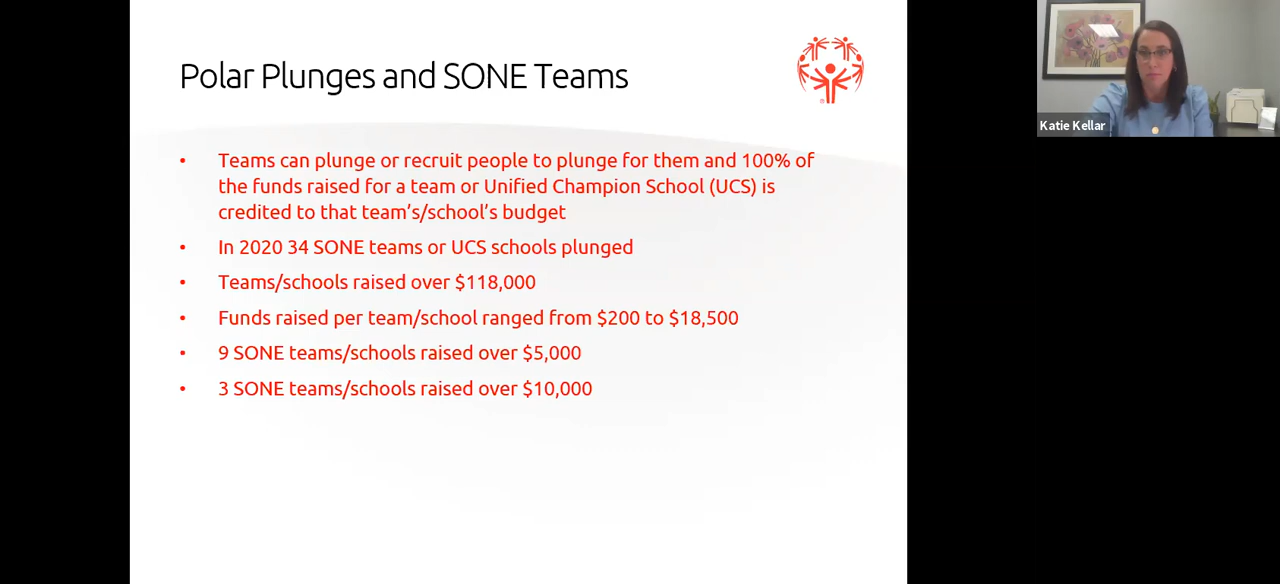 Polar Plunges and SONE Teams
• Teams can plunge or recruit people to plunge for them and 100% of
the funds raised for a team or Unified Champion School (UCS) is
credited to that team’s/school’s budget
• In 2020 34 SONE teams or UCS schools plunged
• Teams/schools raised over $118,000
• Funds raised per team/school ranged from $200 to $18,500
• 9 SONE teams/schools raised over $5,000
• 3 SONE teams/schools raised over $10,000
Katie Kellar